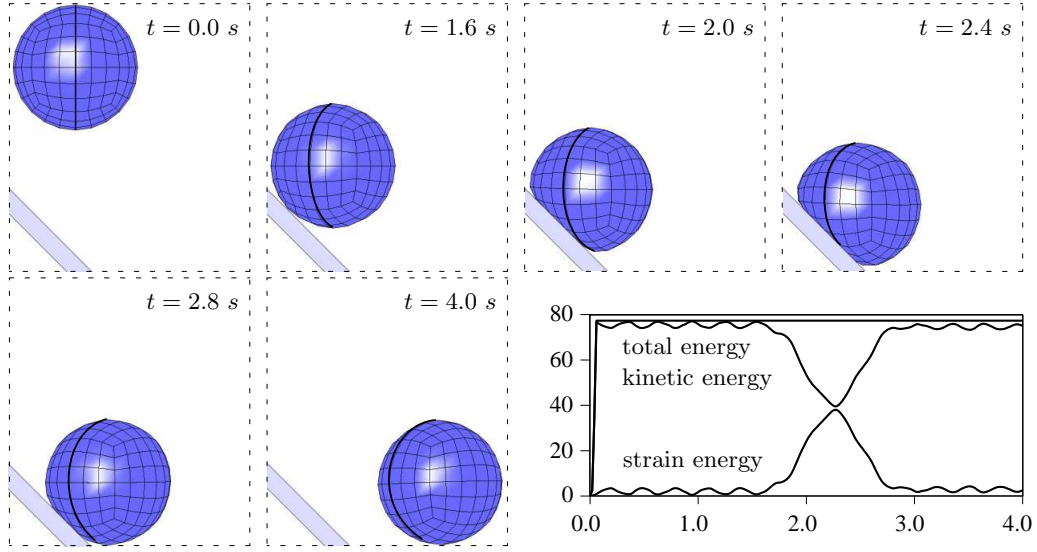 t = 0.0 s
t = 1.6 s
t = 2.0 s
t = 2.4 s
t = 2.8 s
t = 4.0 s
80
60
40
20
0
total energy
kinetic energy
strain energy
0.0 1.0 2.0 3.0 4.0